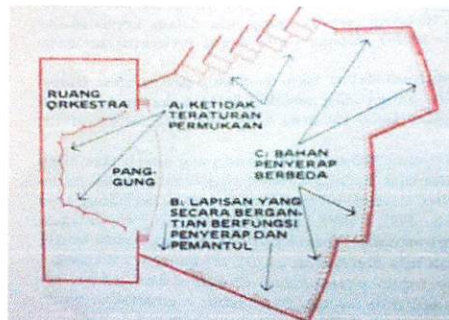 RUANG
ORKESTRA
A: KETIDAK
TERATURAN
PERMUKAAN
PANG-
GUNG
C: BAHAN
PENYERAP
BERBEDA
B: LAPISAN YANG
SECARA BERGAN-
TIAN BERFUNGSI
PENYERAP DAN
PEMANTUL